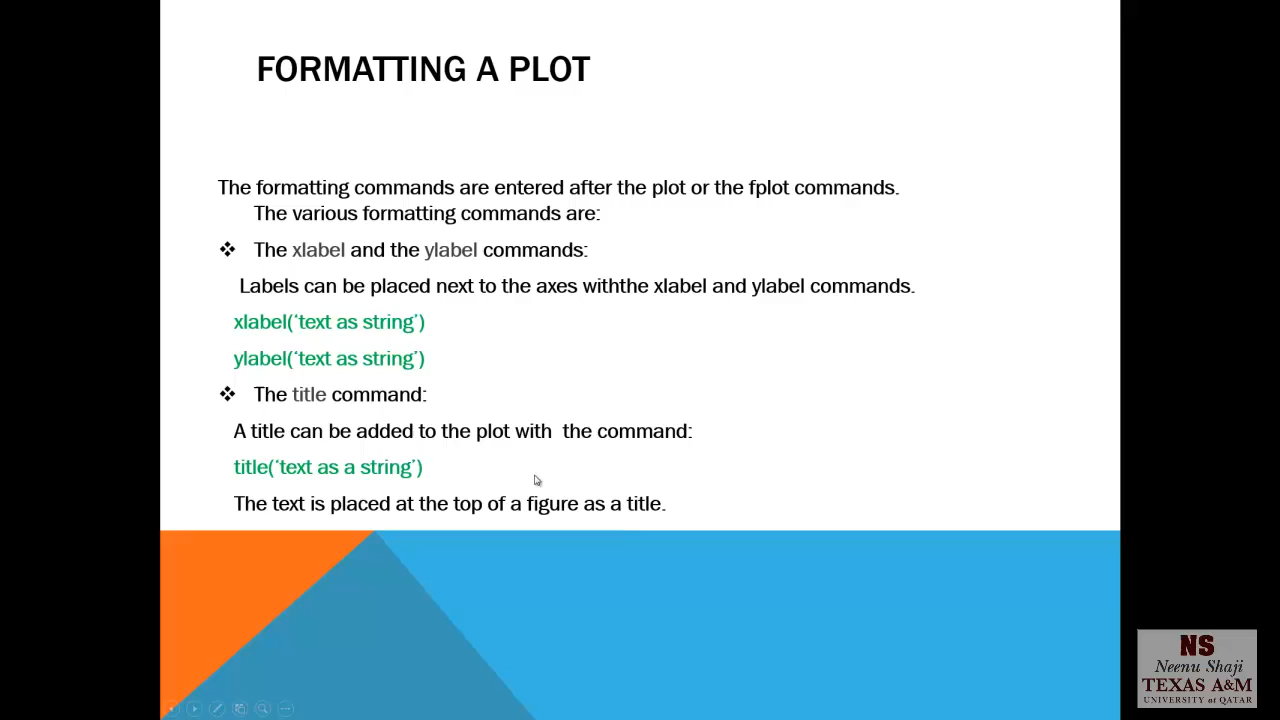 FORMATTING A PLOT
The formatting commands are entered after the plot or the fplot commands.
The various formatting commands are:
❖ The xlabel and the ylabel commands:
Labels can be placed next to the axes withthe xlabel and ylabel commands.
xlabel(‘text as string’)
ylabel(‘text as string’)
❖ The title command:
A title can be added to the plot with  the command:
title(‘text as a string’)
The text is placed at the top of a figure as a title.
NS
Neenu Shaji
TEXAS A&M
UNIVERSITY at QATAR